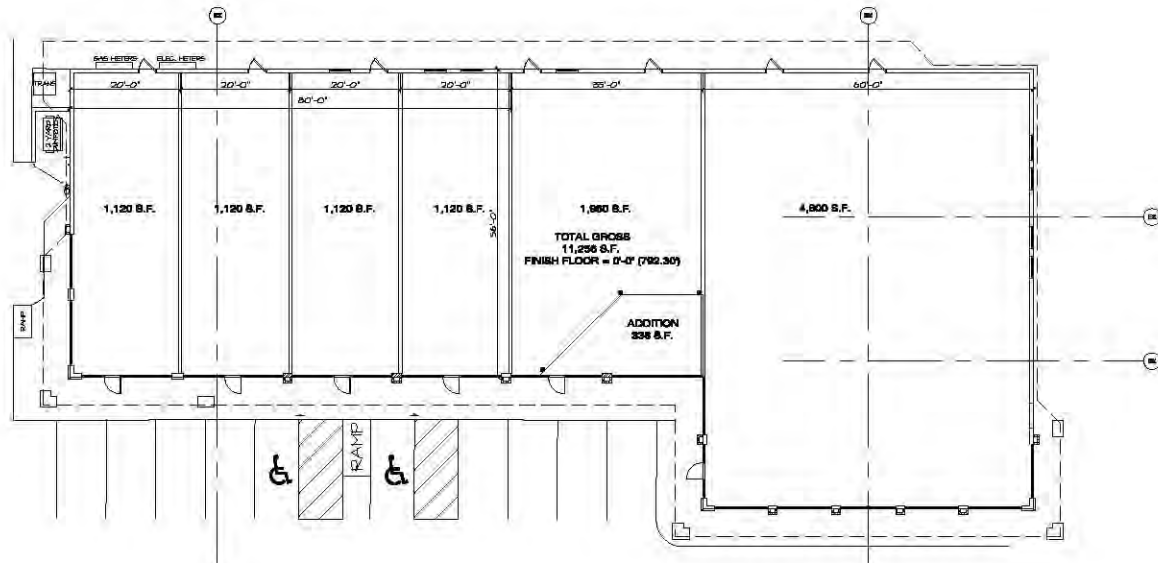 GAS METERS
ELEC. METERS
TRANS
20'-0"
20'-0"
20'-0"
20'-0"
35'-0"
60'-0"
80'-0"
2 YARD
1,120 S.F.
1,120 S.F.
1,120 S.F.
1,120 S.F.
56'-0"
1,960 S.F.
4,800 S.F.
TOTAL GROSS
11,256 S.F.
FINISH FLOOR = 0'-0" (792.30')
RAMP
ADDITION
336 S.F.
RAMP